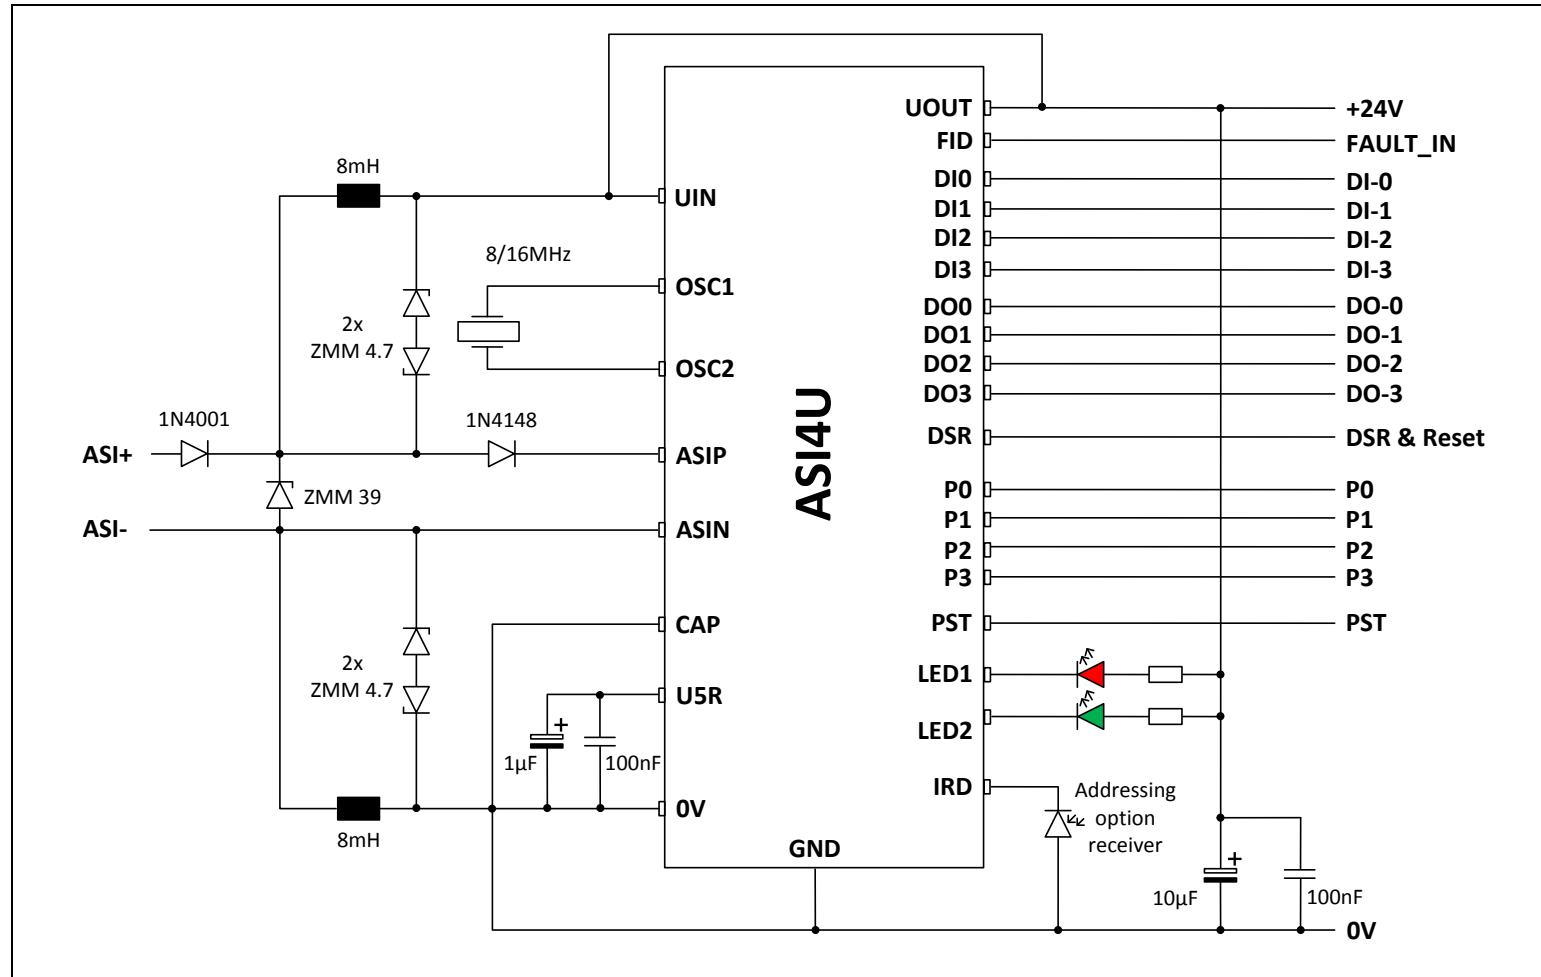 UOUT
+24V
FID
FAULT_IN
8mH
DI0
DI-0
UIN
DI1
DI-1
DI2
DI-2
8/16MHz
DI3
DI-3
OSC1
DO0
DO-0
2x
ZMM 4.7
DO1
DO-1
OSC2
DO2
DO-2
DO3
DO-3
1N4001
1N4148
ASI4U
DSR
DSR & Reset
ASI+
ASIP
ZMM 39
P0
P0
ASI-
ASIN
P1
P1
P2
P2
P3
P3
CAP
PST
PST
2x
ZMM 4.7
LED1
U5R
LED2
+
1µF
100nF
IRD
Addressing
option
receiver
0V
8mH
GND
+
10µF
100nF
0V